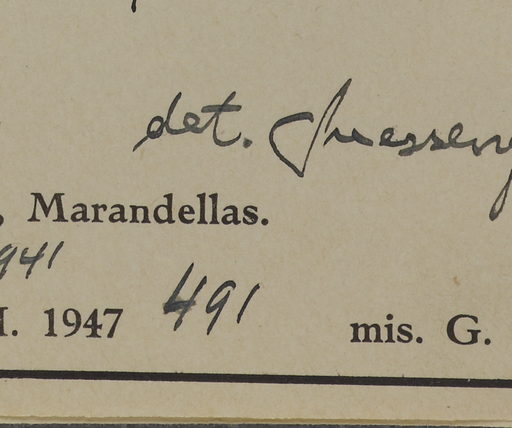 det.
, Marandellas.
941
I. 1947 491 mis. G.